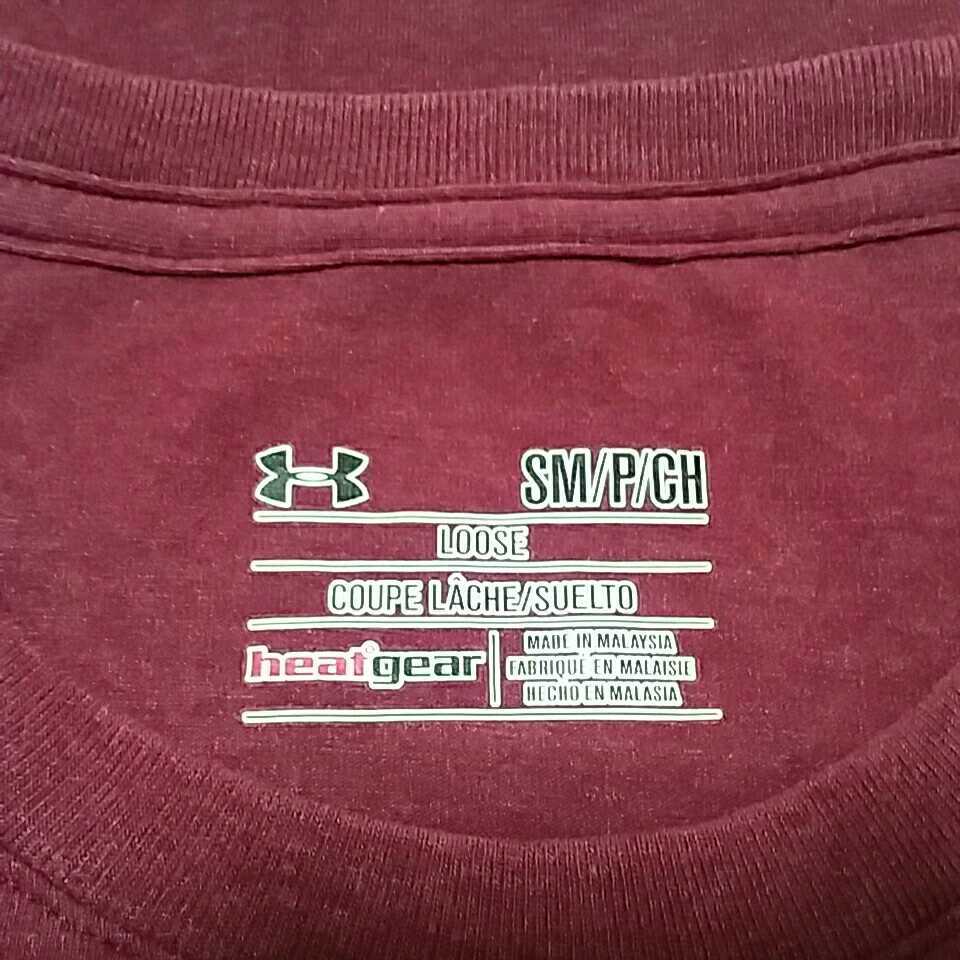 SM/P/CH
LOOSE
COUPE LÂCHE/SUELTO
heatgear
MADE IN MALAYSIA
FABRIQUÉ EN MALAISIE
HECHO EN MALASIA